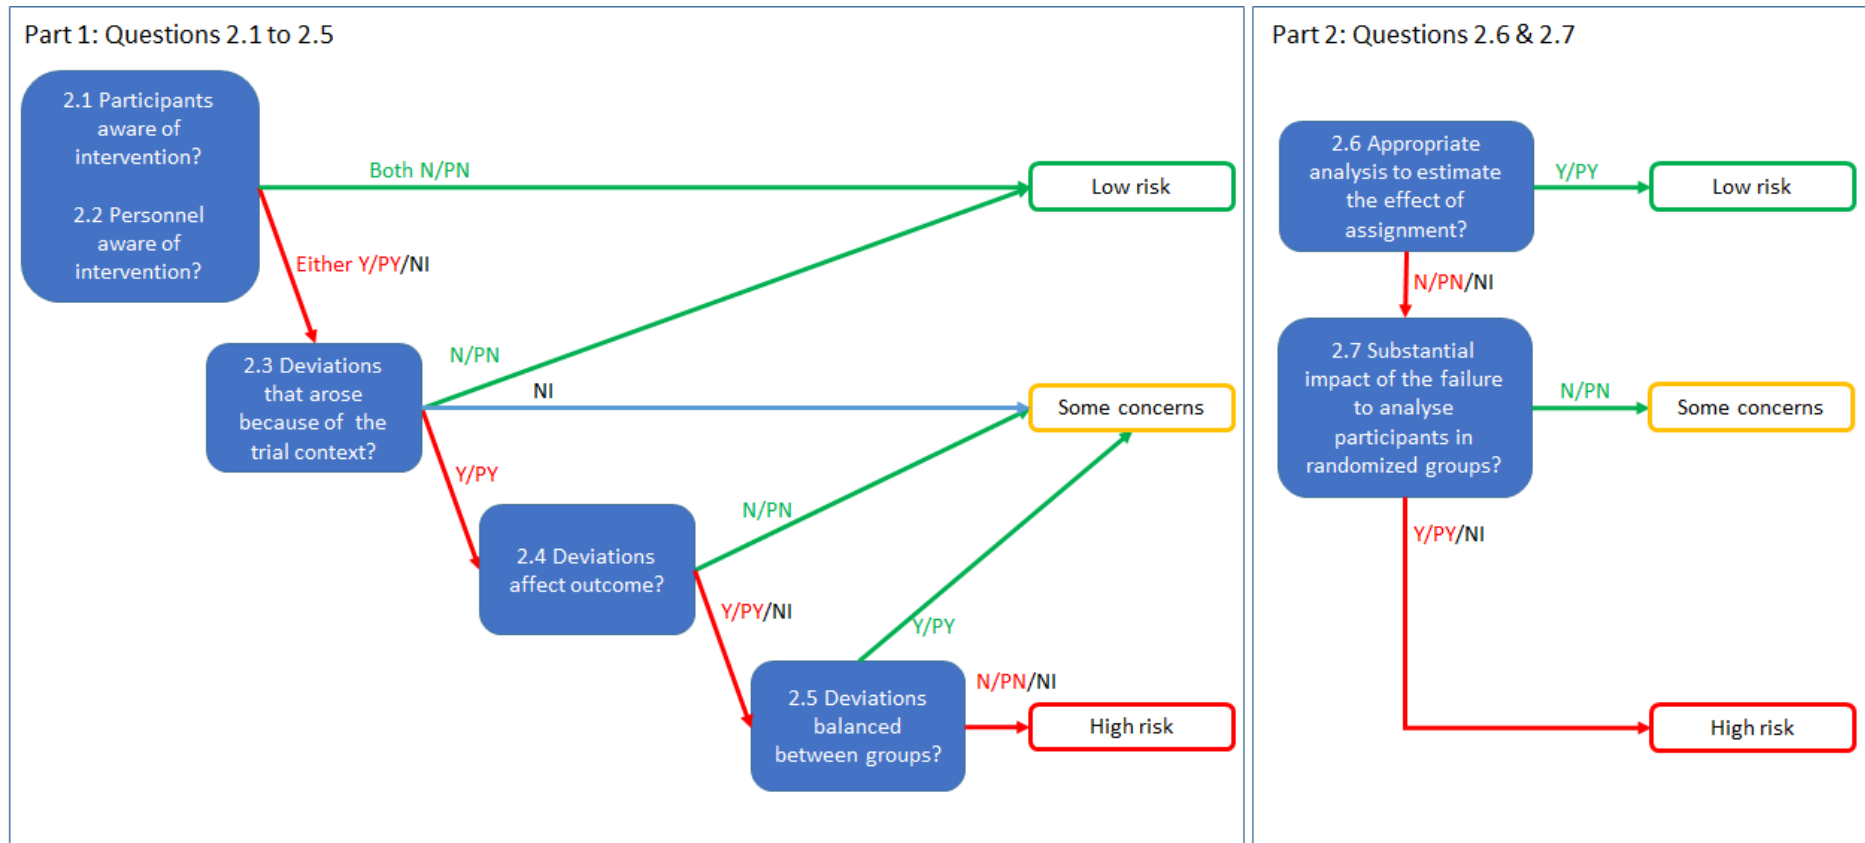 Part 1: Questions 2.1 to 2.5
2.1 Participants
aware of
intervention?
2.2 Personnel
aware of
intervention?
Both N/PN
Low risk
Either Y/PY/NI
2.3 Deviations
that arose
because of the
trial context?
N/PN
NI
Some concerns
Y/PY
2.4 Deviations
affect outcome?
N/PN
Y/PY/NI
Y/PY
2.5 Deviations
balanced
between groups?
N/PN/NI
High risk
Part 2: Questions 2.6 & 2.7
2.6 Appropriate
analysis to estimate
the effect of
assignment?
Y/PY
Low risk
N/PN/NI
2.7 Substantial
impact of the failure
to analyse
participants in
randomized groups?
N/PN
Some concerns
Y/PY/NI
High risk